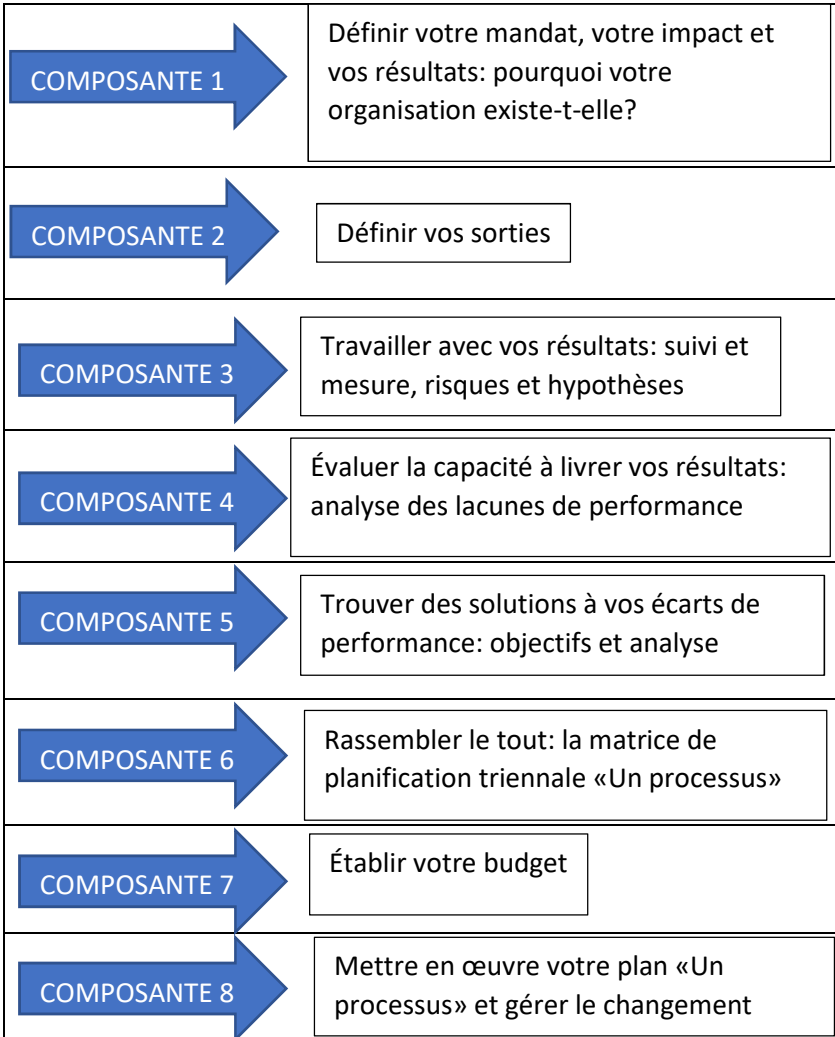 COMPOSANTE 1
Définir votre mandat, votre impact et
vos résultats: pourquoi votre
organisation existe-t-elle?
COMPOSANTE 2
Définir vos sorties
COMPOSANTE 3
Travailler avec vos résultats: suivi et
mesure, risques et hypothèses
COMPOSANTE 4
Évaluer la capacité à livrer vos résultats:
analyse des lacunes de performance
COMPOSANTE 5
Trouver des solutions à vos écarts de
performance: objectifs et analyse
COMPOSANTE 6
Rassembler le tout: la matrice de
planification triennale «Un processus»
COMPOSANTE 7
Établir votre budget
COMPOSANTE 8
Mettre en œuvre votre plan «Un
processus» et gérer le changement